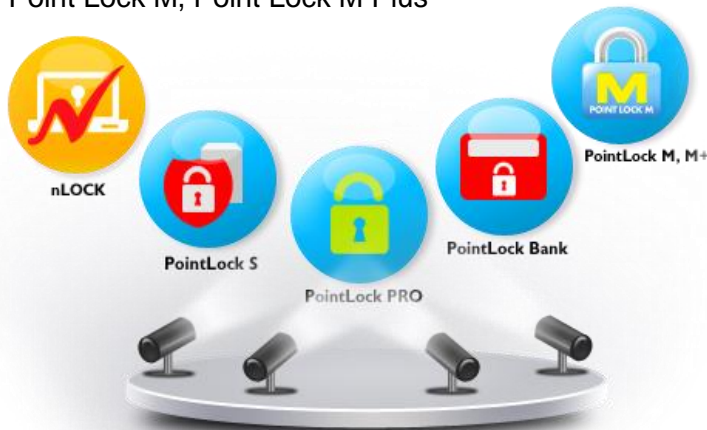 Point Lock M, Point Lock M Plus
M
POINT LOCK M
PointLock M, M+
nLOCK
PointLock Bank
PointLock S
PointLock PRO